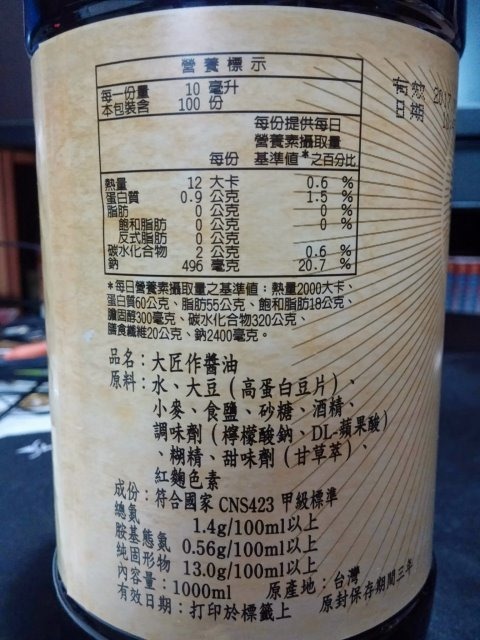 營養標示
每一份量 10 毫升
本包裝含 100 份
每份
每份提供每日
營養素攝取量
基準值*之百分比
熱量 12 大卡 0.6 %
蛋白質 0.9 公克 1.5 %
脂肪 0 公克 0 %
飽和脂肪 0 公克 0 %
反式脂肪 0 公克
碳水化合物 2 公克 0.6 %
鈉 496 毫克 20.7 %
*每日營養素攝取量之基準值：熱量2000大卡、
蛋白質60公克、脂肪55公克、飽和脂肪18公克、
膽固醇300毫克、碳水化合物320公克、
膳食纖維20公克、鈉2400毫克。
品名：大匠作醬油
原料：水、大豆（高蛋白豆片）、
小麥、食鹽、砂糖、酒精、
調味劑（檸檬酸鈉、DL-蘋果酸）
、糊精、甜味劑（甘草萃）、
紅麴色素
成份：符合國家 CNS423 甲級標準
總氮 1.4g/100ml以上
胺基態氮 0.56g/100ml以上
純固形物 13.0g/100ml以上
內容量：1000ml 原產地：台灣
有效日期：打印於標籤上 原封保存期間三年
日期